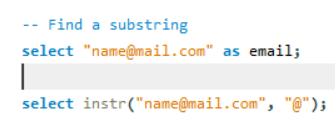 -- Find a substring
select "name@mail.com" as email;
select instr("name@mail.com", "@");